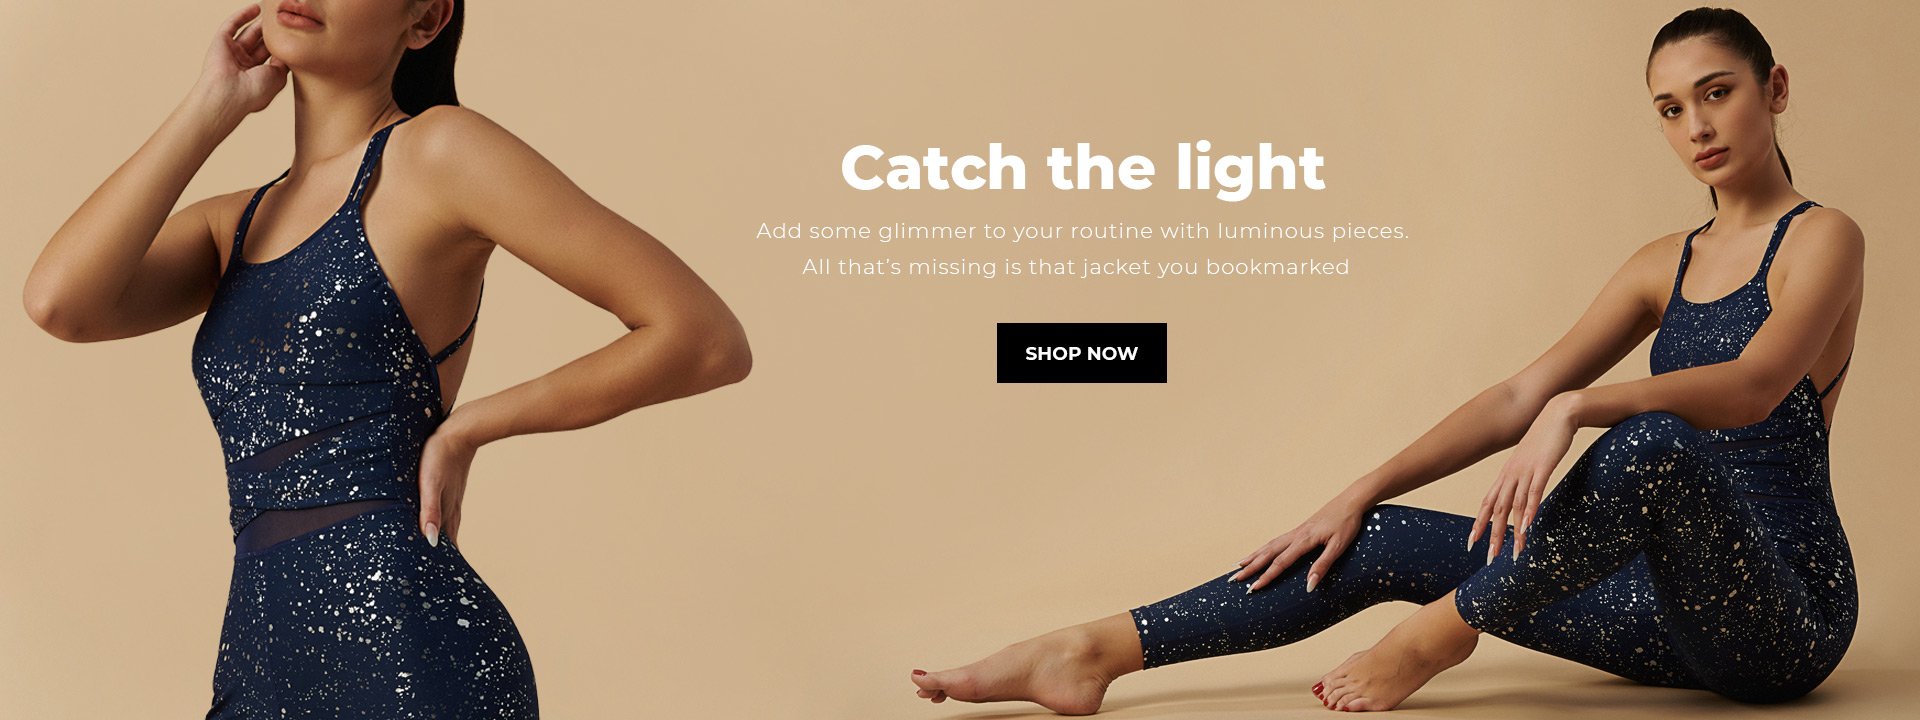 Catch the light
Add some glimmer to your routine with luminous pieces.
All that’s missing is that jacket you bookmarked
SHOP NOW